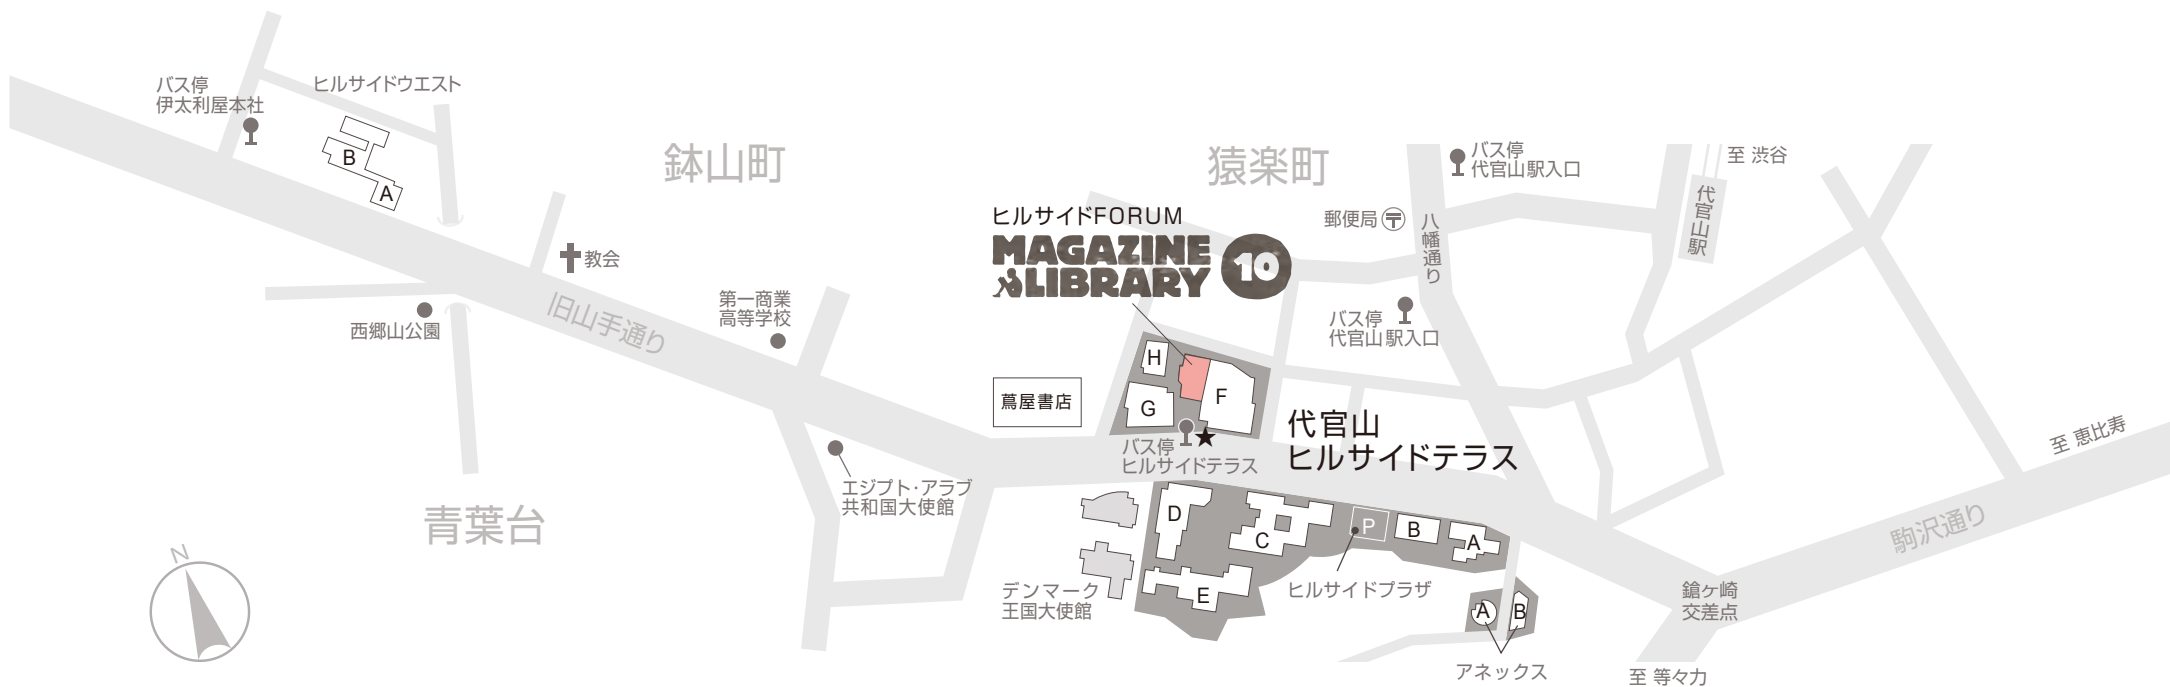 バス停
伊太利屋本社
ヒルサイドウエスト
B
A
鉢山町
猿楽町
バス停
代官山駅入口
至 渋谷
代官山駅
ヒルサイドFORUM
MAGAZINE
LIBRARY
10
郵便局
八幡通り
教会
旧山手通り
西郷山公園
第一商業
高等学校
バス停
代官山駅入口
H
G
F
蔦屋書店
代官山
ヒルサイドテラス
バス停
ヒルサイドテラス
至 恵比寿
エジプト・アラブ
共和国大使館
青葉台
N
D
C
P
B
A
E
駒沢通り
デンマーク
王国大使館
ヒルサイドプラザ
鎗ヶ崎
交差点
A
B
アネックス
至 等々力